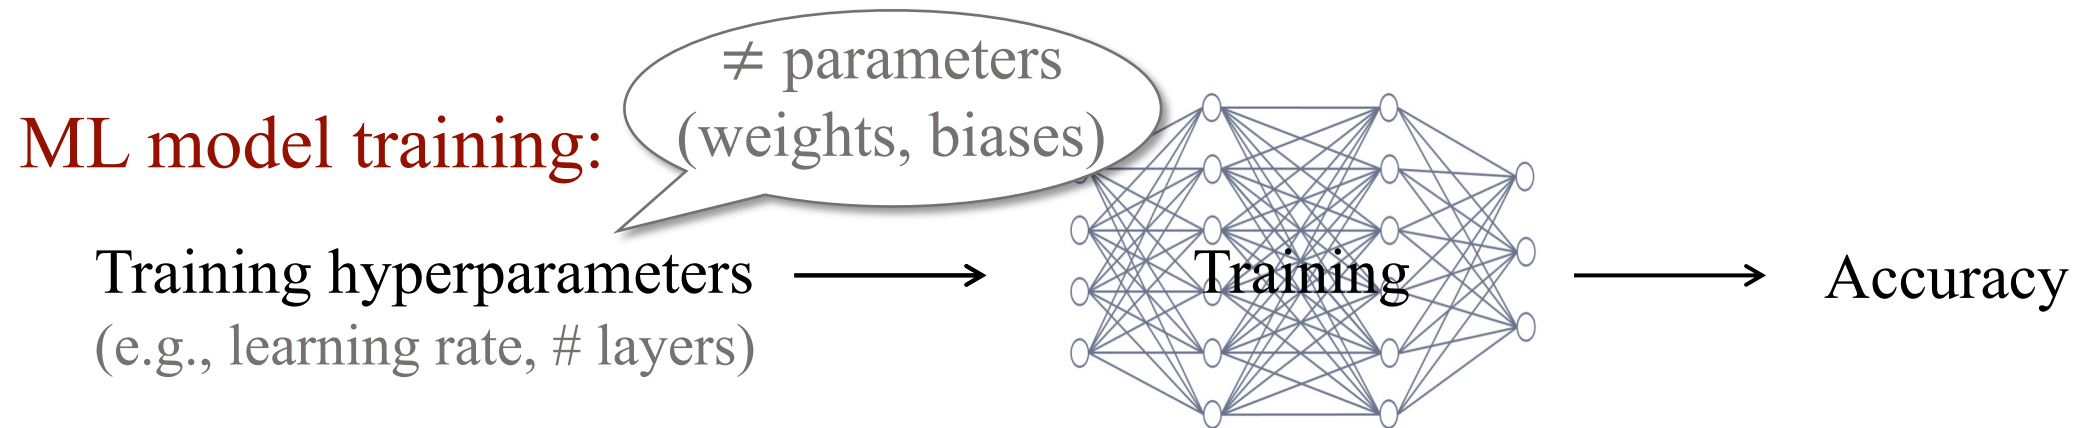 ≠ parameters
(weights, biases)
ML model training:
Training hyperparameters
(e.g., learning rate, # layers)
Training
Accuracy